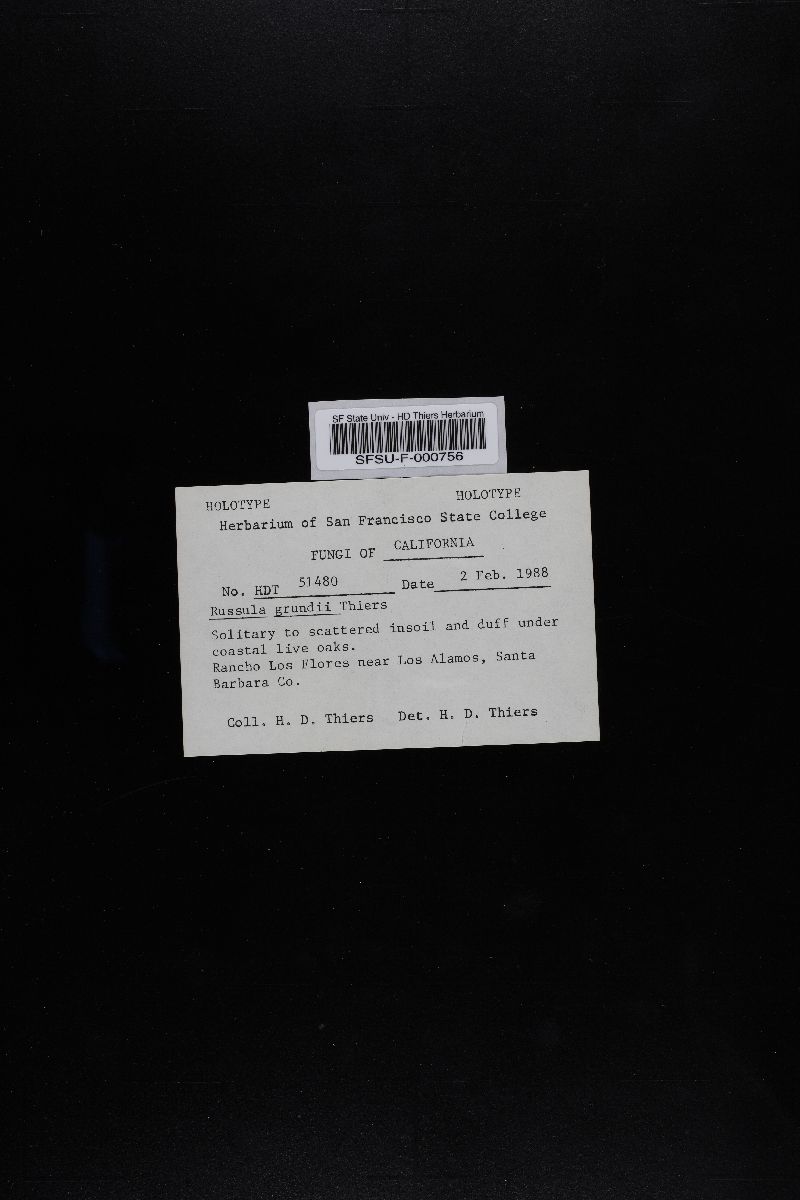 SF State Univ - HD Thiers Herbarium
SFSU-F-000756
HOLOTYPE HOLOTYPE
Herbarium of San Francisco State College
FUNGI OF CALIFORNIA
No. HDT 51480 Date 2 Feb. 1988
Russula grundii Thiers
Solitary to scattered insoil and duff under
coastal live oaks.
Rancho Los Flores near Los Alamos, Santa
Barbara Co.
Coll. H. D. Thiers Det. H. D. Thiers